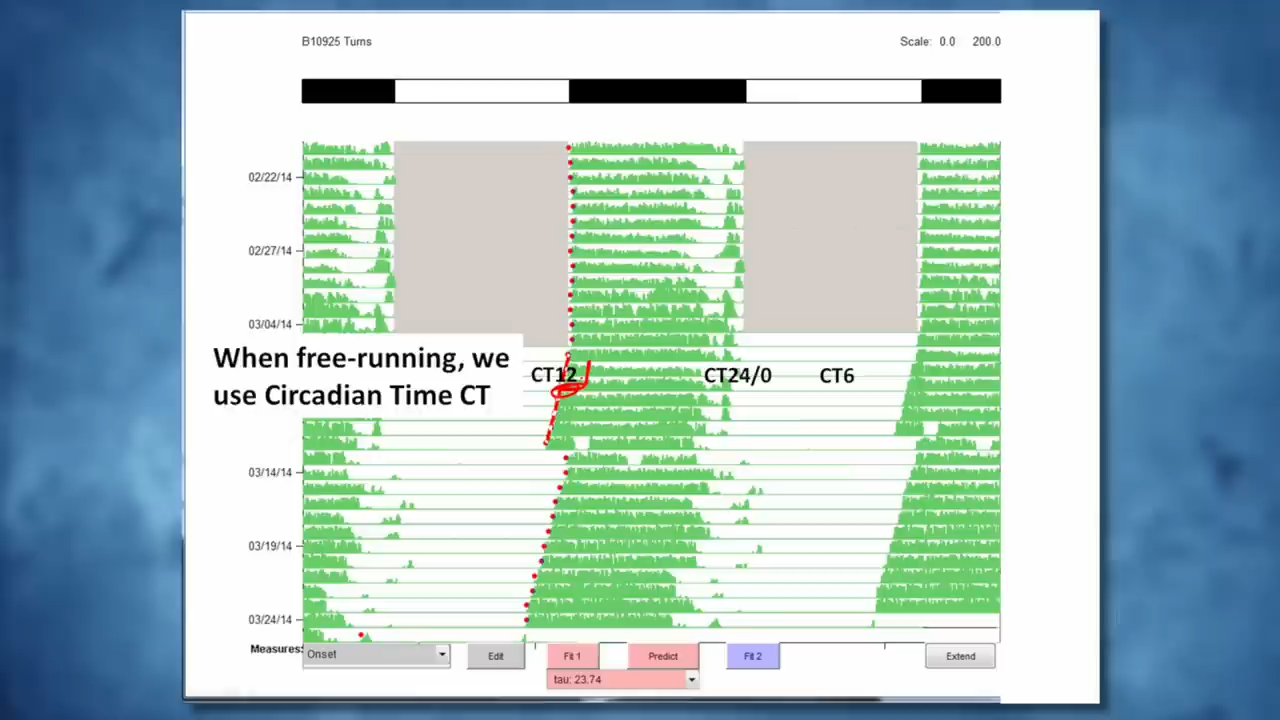 B10925 Turns
Scale: 0.0 200.0
02/22/14
02/27/14
03/04/14
When free-running, we
use Circadian Time CT
CT12
CT24/0
CT6
03/14/14
03/19/14
03/24/14
Measures:
Onset
Edit
Fit 1
Predict
Fit 2
Extend
tau: 23.74